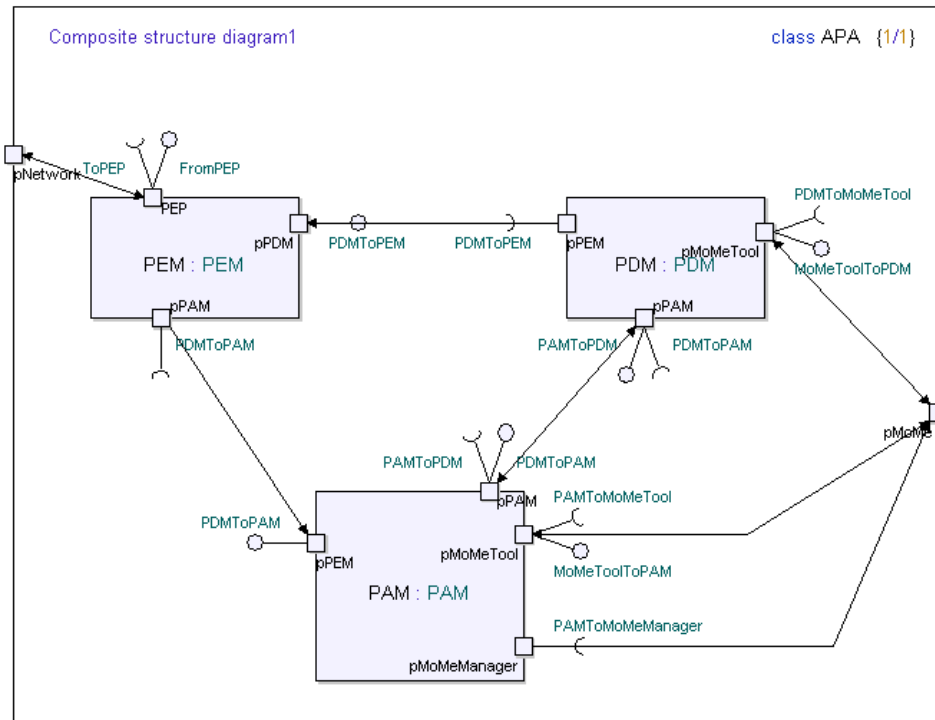 Composite structure diagram1
class APA {1/1}
pNetwork
ToPEP
FromPEP
PEP
pPDM
PDMToPEM
PDMToPEM
pPEM
PDMToMoMeTool
pMoMeTool
MoMeToolToPDM
PEM : PEM
PDM : PDM
pPAM
pPAM
PDMToPAM
PAMToPDM
PDMToPAM
pMoMe
PAMToPDM
PDMToPAM
pPAM
PAMToMoMeTool
PDMToPAM
pPEM
pMoMeTool
MoMeToolToPAM
PAM : PAM
PAMToMoMeManager
pMoMeManager